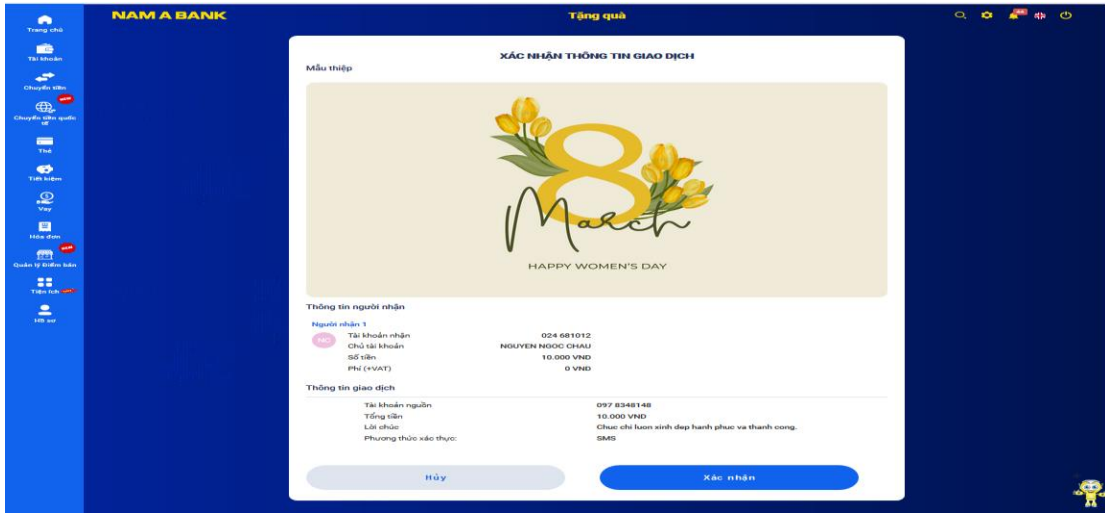 NAM A BANK
Tặng quà
Trang chủ
Tài khoản
Chuyển tiền
Chuyển tiền quốc tế
Thẻ
Tiết kiệm
Vay
Hóa đơn
Quản lý Điểm bán
Tiện ích
Hồ sơ
XÁC NHẬN THÔNG TIN GIAO DỊCH
Mẫu thiệp
8
March
HAPPY WOMEN'S DAY
Thông tin người nhận
Người nhận 1
NC
Tài khoản nhận 024 681012
Chủ tài khoản NGUYEN NGOC CHAU
Số tiền 10.000 VND
Phí (+VAT) 0 VND
Thông tin giao dịch
Tài khoản nguồn 097 8348148
Tổng tiền 10.000 VND
Lời chúc Chuc chi luon xinh dep hanh phuc va thanh cong.
Phương thức xác thực: SMS
Hủy
Xác nhận